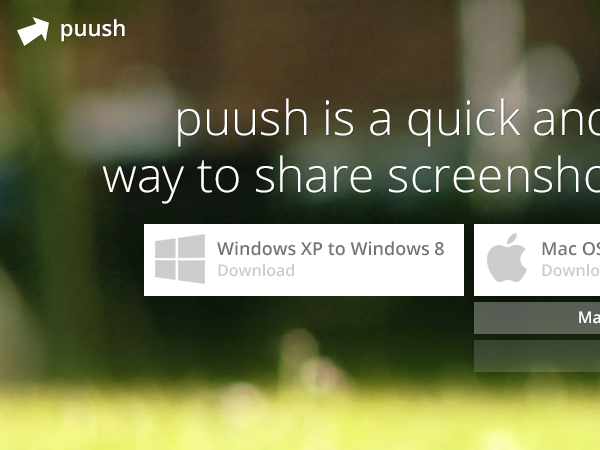 puush
puush is a quick and
way to share screensho
Windows XP to Windows 8
Download
Mac OS
Downlo
Ma